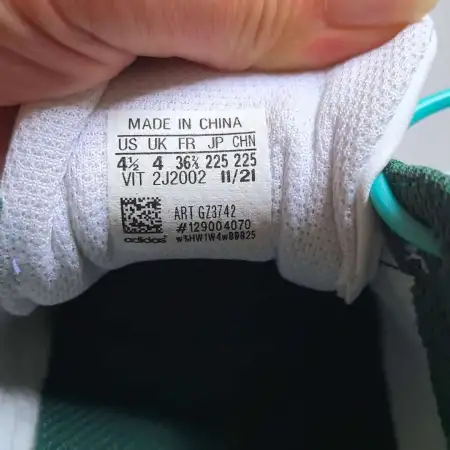 MADE IN CHINA
US UK FR JP CHN
4½ 4 36⅔ 225 225
VIT 2J2002 11/21
ART GZ3742
#129004070
adidas